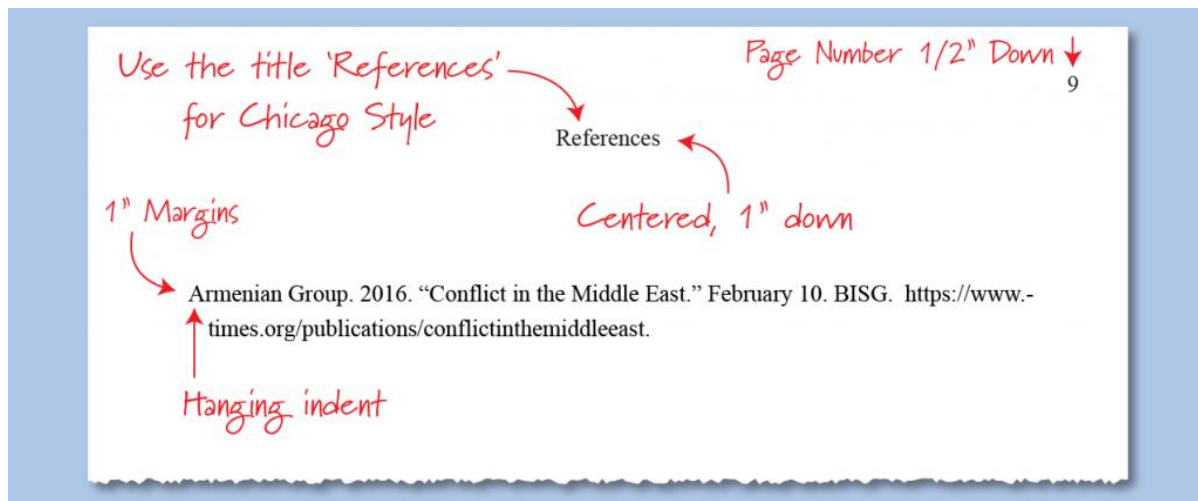 Use the title 'References'
for Chicago Style
Page Number 1/2" Down
9
References
1" Margins
Centered, 1" down
Armenian Group. 2016. “Conflict in the Middle East.” February 10. BISG.  https://www.-
times.org/publications/conflictinthemiddleeast.
Hanging indent